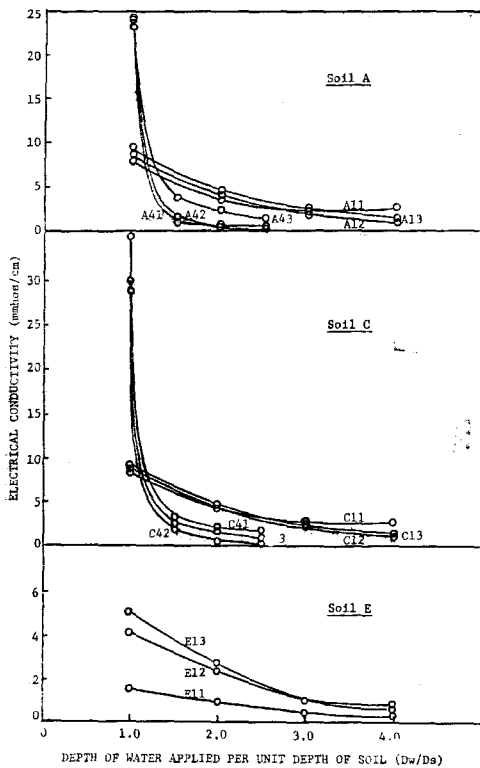 25
20
15
10
5
0
Soil A
A41
A42
A43
A11
A12
A13
ELECTRICAL CONDUCTIVITY (mmhos/cm)
30
25
20
15
10
5
0
Soil C
C42
C41
3
C11
C12
C13
6
4
2
0
Soil E
E13
E12
E11
0 1.0 2.0 3.0 4.0 5.0
DEPTH OF WATER APPLIED PER UNIT DEPTH OF SOIL (Dw/Ds)